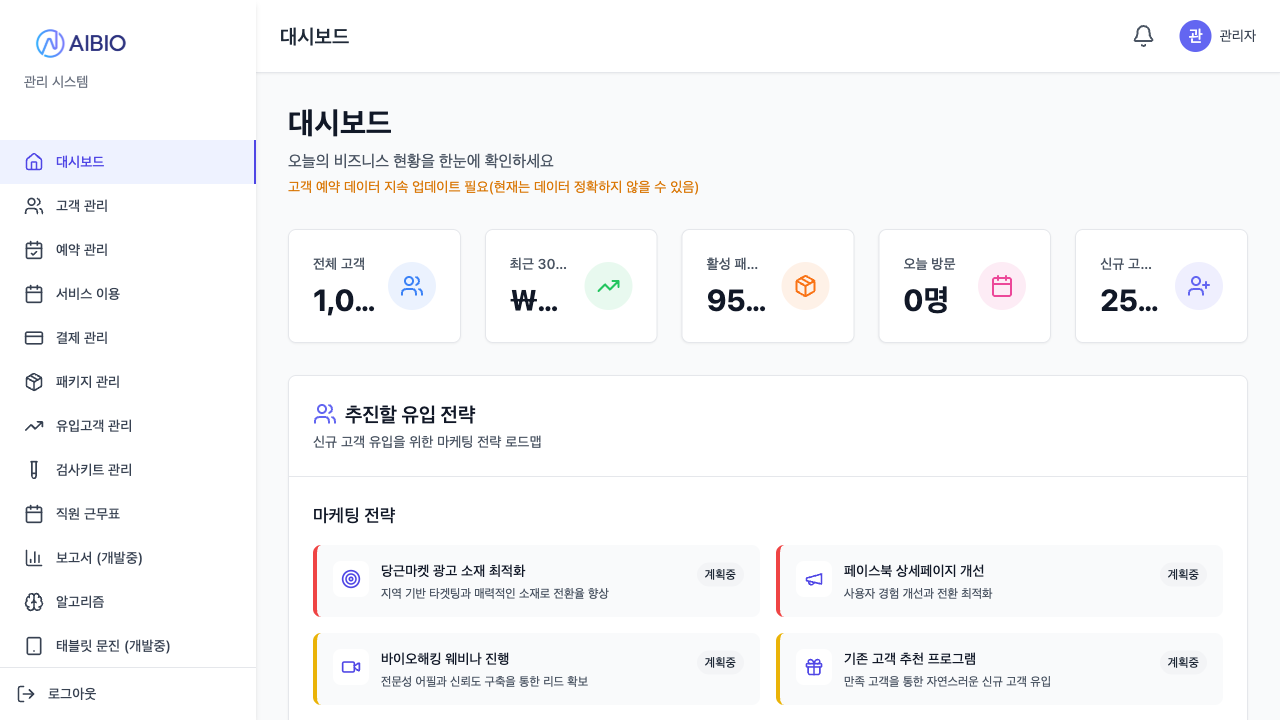 AIBIO
관리 시스템
대시보드
고객 관리
예약 관리
서비스 이용
결제 관리
패키지 관리
유입고객 관리
검사키트 관리
직원 근무표
보고서 (개발중)
알고리즘
태블릿 문진 (개발중)
로그아웃
대시보드
관 관리자
대시보드
오늘의 비즈니스 현황을 한눈에 확인하세요
고객 예약 데이터 지속 업데이트 필요(현재는 데이터 정확하지 않을 수 있음)
전체 고객
1,0...
최근 30...
₩...
활성 패...
95...
오늘 방문
0명
신규 고...
25...
추진할 유입 전략
신규 고객 유입을 위한 마케팅 전략 로드맵
마케팅 전략
당근마켓 광고 소재 최적화
지역 기반 타겟팅과 매력적인 소재로 전환율 향상
계획중
페이스북 상세페이지 개선
사용자 경험 개선과 전환 최적화
계획중
바이오해킹 웨비나 진행
전문성 어필과 신뢰도 구축을 통한 리드 확보
계획중
기존 고객 추천 프로그램
만족 고객을 통한 자연스러운 신규 고객 유입
계획중